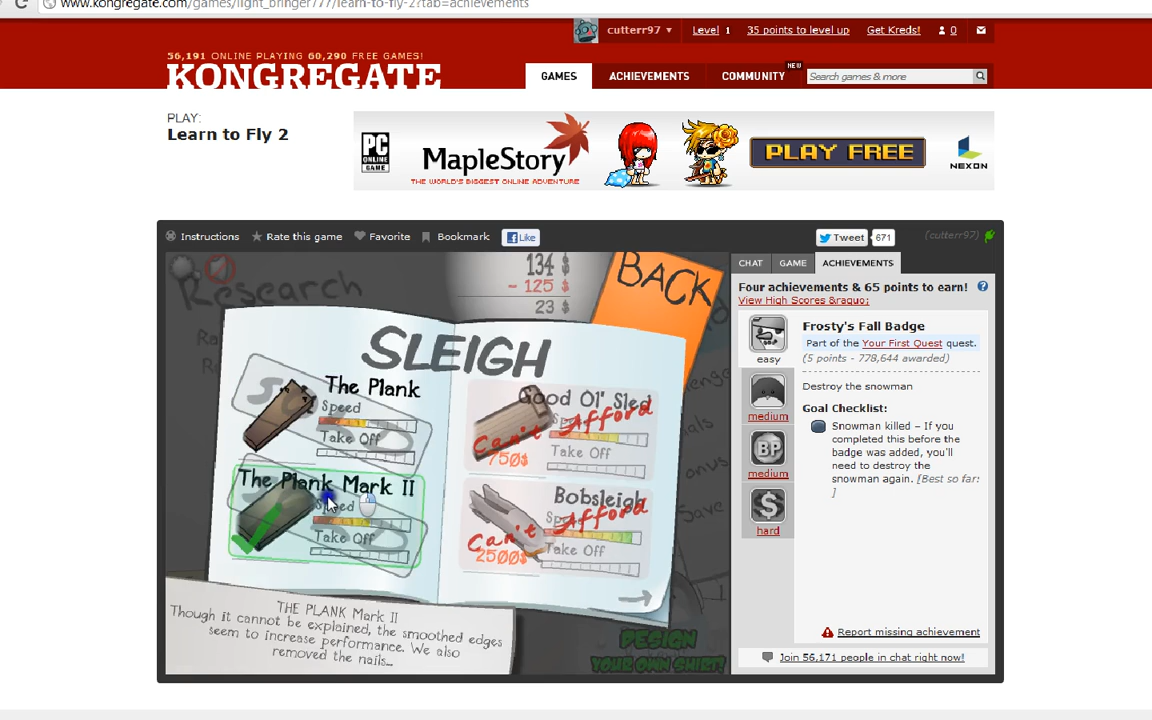 www.kongregate.com/games/light_bringer777/learn-to-fly-2?tab=achievements
cutterr97 ▾ Level 1 35 points to level up Get Kreds! 0
56,191 ONLINE PLAYING 60,290 FREE GAMES!
KONGREGATE
GAMES ACHIEVEMENTS COMMUNITY NEW Search games & more
PLAY:
Learn to Fly 2
PC ONLINE GAME
MapleStory
THE WORLD'S BIGGEST ONLINE ADVENTURE
PLAY FREE
NEXON
Instructions Rate this game Favorite Bookmark Like Tweet 671 (cutterr97)
CHAT GAME ACHIEVEMENTS
Research
134 $
- 125 $
23 $
BACK
SLEIGH
The Plank
Speed
Take Off
The Plank Mark II
Speed
Take Off
Good Ol' Sled
Can't Afford
750$
Take Off
Bobsleigh
Can't Afford
2500$
Take Off
THE PLANK Mark II
Though it cannot be explained, the smoothed edges
seem to increase performance. We also
removed the nails...
DESIGN
YOUR OWN SHIRT!
Four achievements & 65 points to earn!
View High Scores &raquo;
easy
medium
BP
medium
$
hard
Frosty's Fall Badge
Part of the Your First Quest quest.
(5 points - 778,644 awarded)
Destroy the snowman
Goal Checklist:
Snowman killed – If you
completed this before the
badge was added, you'll
need to destroy the
snowman again. [Best so far:
]
Report missing achievement
Join 56,171 people in chat right now!